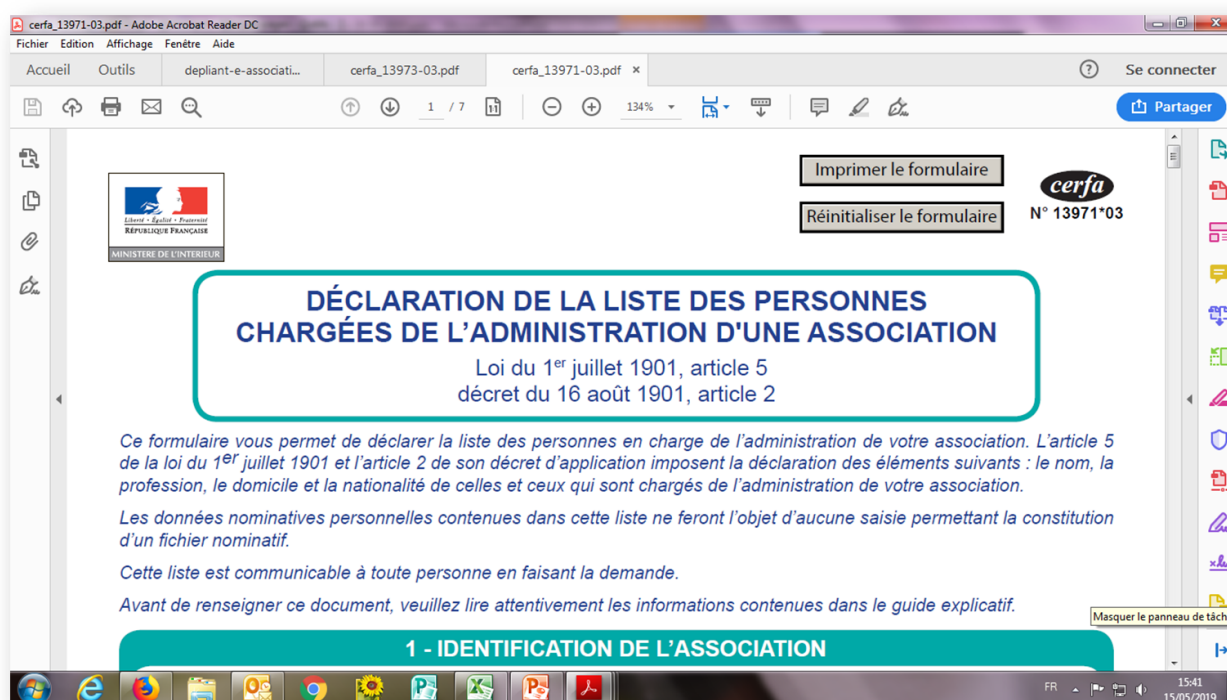 cerfa_13971-03.pdf - Adobe Acrobat Reader DC
Fichier Edition Affichage Fenêtre Aide
Accueil Outils depliant-e-associati... cerfa_13973-03.pdf cerfa_13971-03.pdf × ? Se connecter
1 / 7 134% Partager
Imprimer le formulaire
cerfa
Réinitialiser le formulaire
N° 13971*03
Liberté • Égalité • Fraternité
RÉPUBLIQUE FRANÇAISE
MINISTERE DE L'INTERIEUR
DÉCLARATION DE LA LISTE DES PERSONNES
CHARGÉES DE L’ADMINISTRATION D'UNE ASSOCIATION
Loi du 1er juillet 1901, article 5
décret du 16 août 1901, article 2
Ce formulaire vous permet de déclarer la liste des personnes en charge de l’administration de votre association. L’article 5
de la loi du 1er juillet 1901 et l’article 2 de son décret d’application imposent la déclaration des éléments suivants : le nom, la
profession, le domicile et la nationalité de celles et ceux qui sont chargés de l’administration de votre association.
Les données nominatives personnelles contenues dans cette liste ne feront l’objet d’aucune saisie permettant la constitution
d’un fichier nominatif.
Cette liste est communicable à toute personne en faisant la demande.
Avant de renseigner ce document, veuillez lire attentivement les informations contenues dans le guide explicatif.
Masquer le panneau de tâch
1 - IDENTIFICATION DE L’ASSOCIATION
FR 15:41
15/05/2019